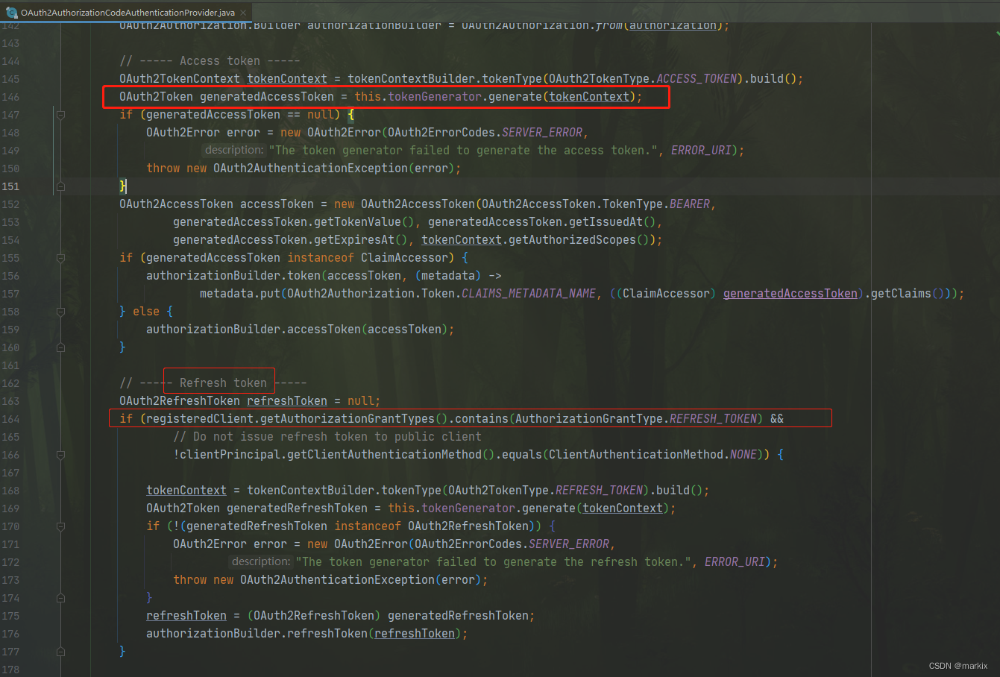 OAuth2AuthorizationCodeAuthenticationProvider.java
142 OAuth2Authorization.Builder authorizationBuilder = OAuth2Authorization.from(authorization);
143
144 // ----- Access token -----
145 OAuth2TokenContext tokenContext = tokenContextBuilder.tokenType(OAuth2TokenType.ACCESS_TOKEN).build();
146 OAuth2Token generatedAccessToken = this.tokenGenerator.generate(tokenContext);
147 if (generatedAccessToken == null) {
148 OAuth2Error error = new OAuth2Error(OAuth2ErrorCodes.SERVER_ERROR,
149 description: "The token generator failed to generate the access token.", ERROR_URI);
150 throw new OAuth2AuthenticationException(error);
151 }
152 OAuth2AccessToken accessToken = new OAuth2AccessToken(OAuth2AccessToken.TokenType.BEARER,
153 generatedAccessToken.getTokenValue(), generatedAccessToken.getIssuedAt(),
154 generatedAccessToken.getExpiresAt(), tokenContext.getAuthorizedScopes());
155 if (generatedAccessToken instanceof ClaimAccessor) {
156 authorizationBuilder.token(accessToken, (metadata) ->
157 metadata.put(OAuth2Authorization.Token.CLAIMS_METADATA_NAME, ((ClaimAccessor) generatedAccessToken).getClaims()));
158 } else {
159 authorizationBuilder.accessToken(accessToken);
160 }
161
162 // ----- Refresh token -----
163 OAuth2RefreshToken refreshToken = null;
164 if (registeredClient.getAuthorizationGrantTypes().contains(AuthorizationGrantType.REFRESH_TOKEN) &&
165 // Do not issue refresh token to public client
166 !clientPrincipal.getClientAuthenticationMethod().equals(ClientAuthenticationMethod.NONE)) {
167
168 tokenContext = tokenContextBuilder.tokenType(OAuth2TokenType.REFRESH_TOKEN).build();
169 OAuth2Token generatedRefreshToken = this.tokenGenerator.generate(tokenContext);
170 if (!(generatedRefreshToken instanceof OAuth2RefreshToken)) {
171 OAuth2Error error = new OAuth2Error(OAuth2ErrorCodes.SERVER_ERROR,
172 description: "The token generator failed to generate the refresh token.", ERROR_URI);
173 throw new OAuth2AuthenticationException(error);
174 }
175 refreshToken = (OAuth2RefreshToken) generatedRefreshToken;
176 authorizationBuilder.refreshToken(refreshToken);
177 }
178
CSDN @markix